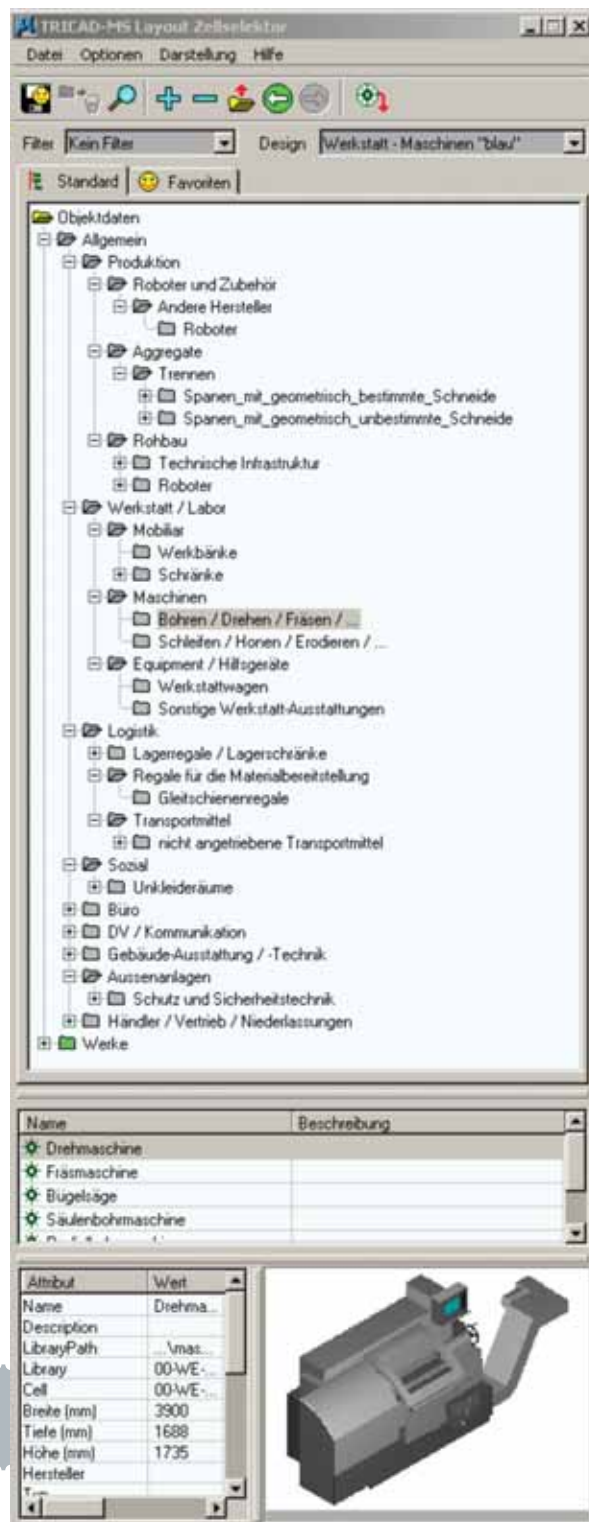 TRICAD-MS Layout Zellselektor
Datei Optionen Darstellung Hilfe
Filter Kein Filter Design Werkstatt - Maschinen "blau"
Standard Favoriten
Objektdaten
Allgemein
Produktion
Roboter und Zubehör
Andere Hersteller
Roboter
Aggregate
Trennen
Spanen_mit_geometrisch_bestimmte_Schneide
Spanen_mit_geometrisch_unbestimmte_Schneide
Rohbau
Technische Infrastruktur
Roboter
Werkstatt / Labor
Mobiliar
Werkbänke
Schränke
Maschinen
Bohren / Drehen / Fräsen / ...
Schleifen / Honen / Erodieren / ...
Equipment / Hilfsgeräte
Werkstattwagen
Sonstige Werkstatt-Ausstattungen
Logistik
Lagerregale / Lagerschränke
Regale für die Materialbereitstellung
Gleitschienenregale
Transportmittel
nicht angetriebene Transportmittel
Sozial
Unkleideräume
Büro
DV / Kommunikation
Gebäude-Ausstattung / -Technik
Aussenanlagen
Schutz und Sicherheitstechnik
Händler / Vertrieb / Niederlassungen
Werke
Name Beschreibung
Drehmaschine
Fräsmaschine
Bügelsäge
Säulenbohrmaschine
Attribut Wert
Name Drehma...
Description
LibraryPath ...\mas...
Library 00-WE-...
Cell 00-WE-...
Breite (mm) 3900
Tiefe (mm) 1688
Höhe (mm) 1735
Hersteller